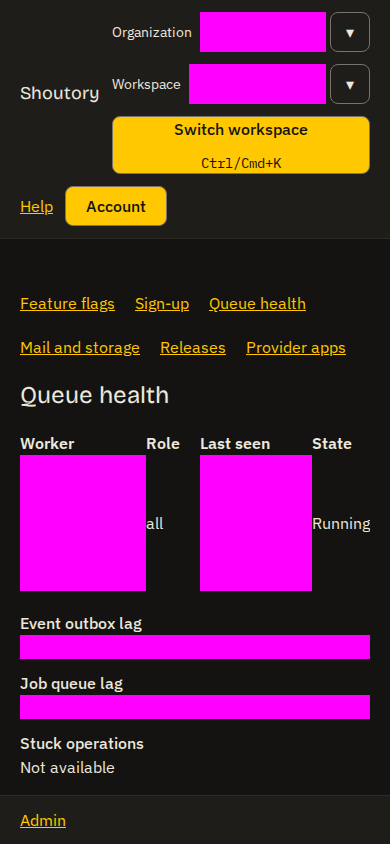 Organization
▼
Shoutory
Workspace
▼
Switch workspace
Ctrl/Cmd+K
Help
Account
Feature flags Sign-up Queue health
Mail and storage Releases Provider apps
Queue health
Worker Role Last seen State
all Running
Event outbox lag
Job queue lag
Stuck operations
Not available
Admin